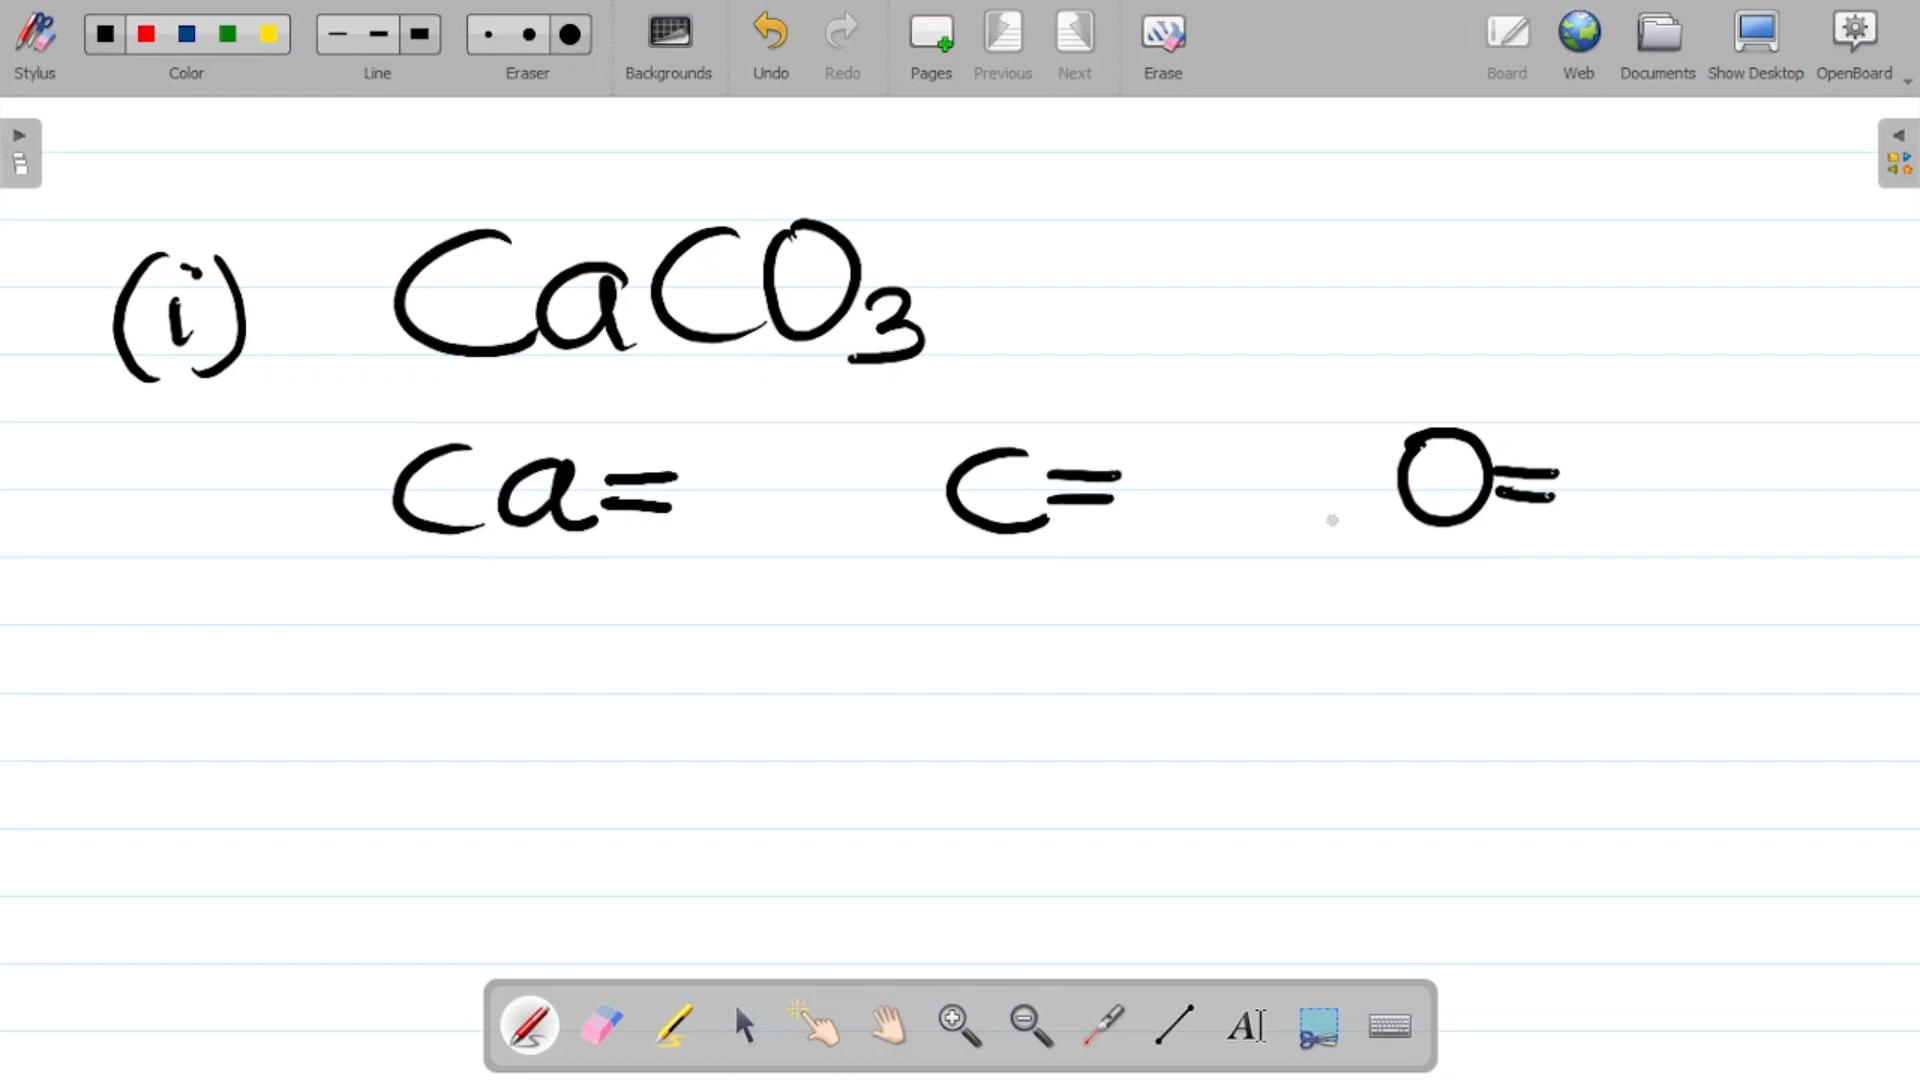 Stylus Color Line Eraser Backgrounds Undo Redo Pages Previous Next Erase Board Web Documents Show Desktop OpenBoard
(i) CaCO₃
Ca= C= O=
A